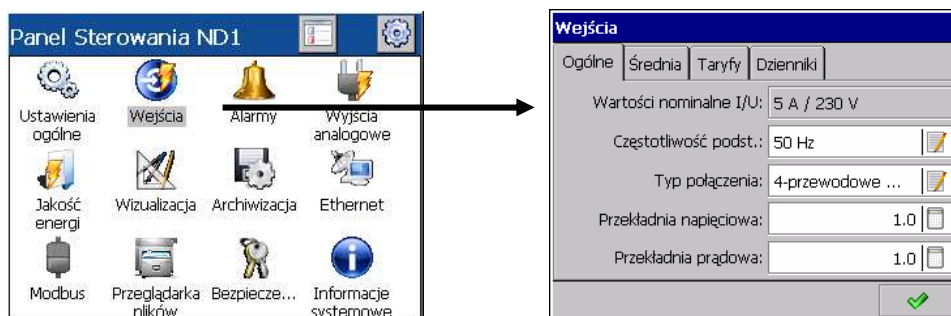 Panel Sterowania ND1
Ustawienia ogólne
Wejścia
Alarmy
Wyjścia analogowe
Jakość energi
Wizualizacja
Archiwizacja
Ethernet
Modbus
Przeglądarka plików
Bezpiecze...
Informacje systemowe
Wejścia
Ogólne Średnia Taryfy Dzienniki
Wartości nominalne I/U: 5 A / 230 V
Częstotliwość podst.: 50 Hz
Typ połączenia: 4-przewodowe ...
Przekładnia napięciowa: 1.0
Przekładnia prądowa: 1.0